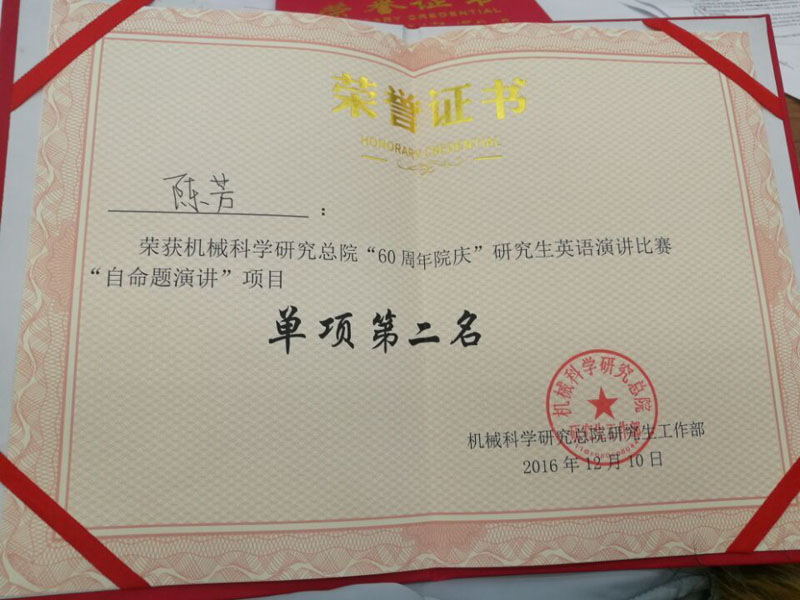 荣誉证书
HONORARY CREDENTIAL
陈芳：
荣获机械科学研究总院“60周年院庆”研究生英语演讲比赛
“自命题演讲”项目
单项第二名
机械科学研究总院
机械科学研究总院研究生工作部
2016年12月10日